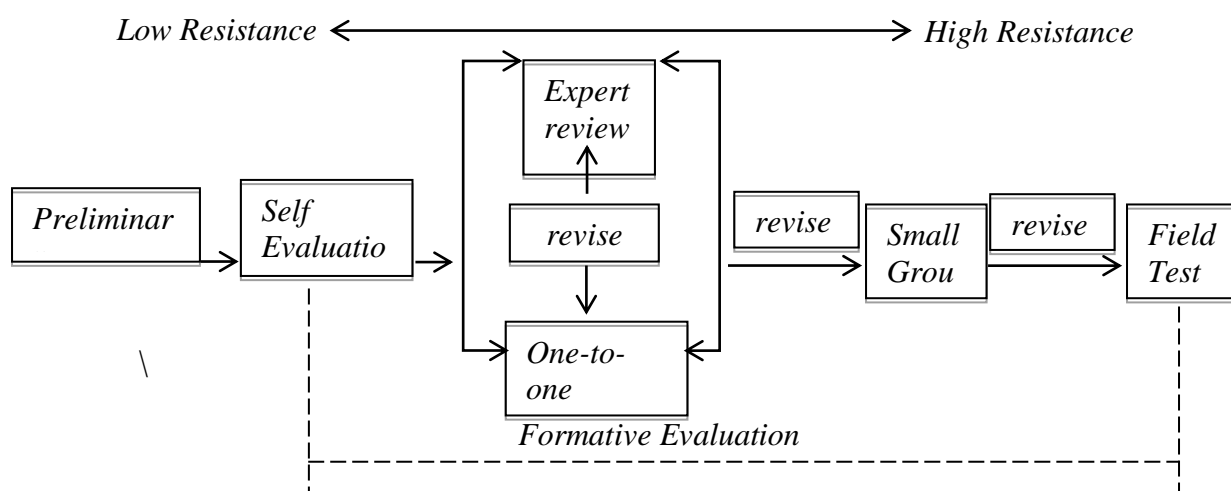 Low Resistance
High Resistance
Expert
review
Preliminar
Self
Evaluatio
revise
revise
Small
Grou
revise
Field
Test
One-to-
one
Formative Evaluation